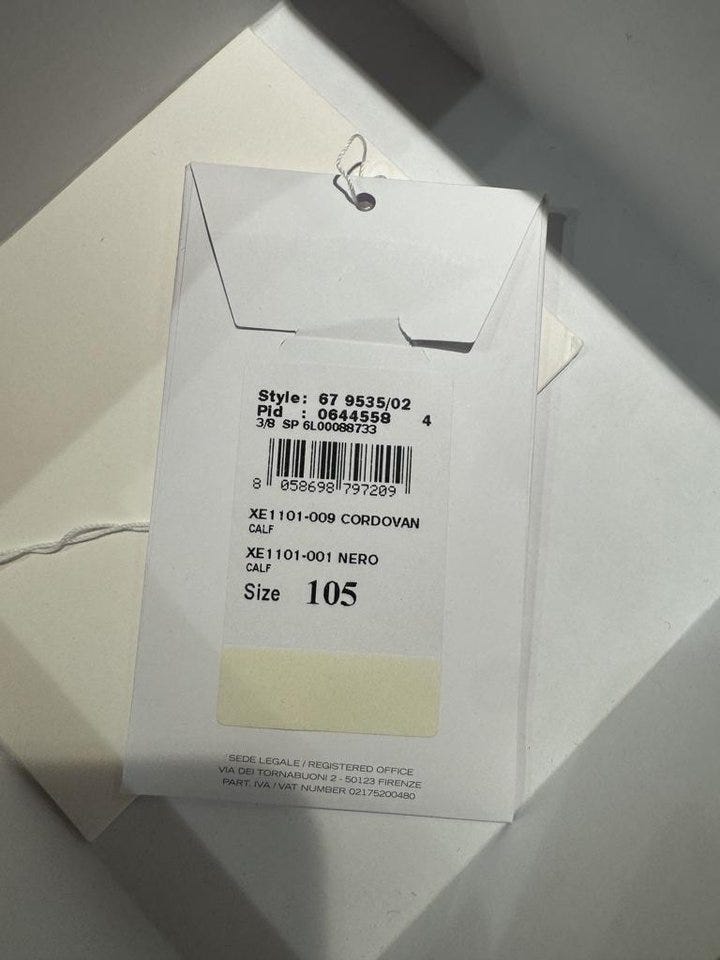 Style: 67 9535/02
Pid : 0644558 4
3/8 SP 6L00088733
8 058698 797209
XE1101-009 CORDOVAN
CALF
XE1101-001 NERO
CALF
Size 105
SEDE LEGALE / REGISTERED OFFICE
VIA DEI TORNABUONI 2 - 50123 FIRENZE
PART. IVA / VAT NUMBER 02175200480